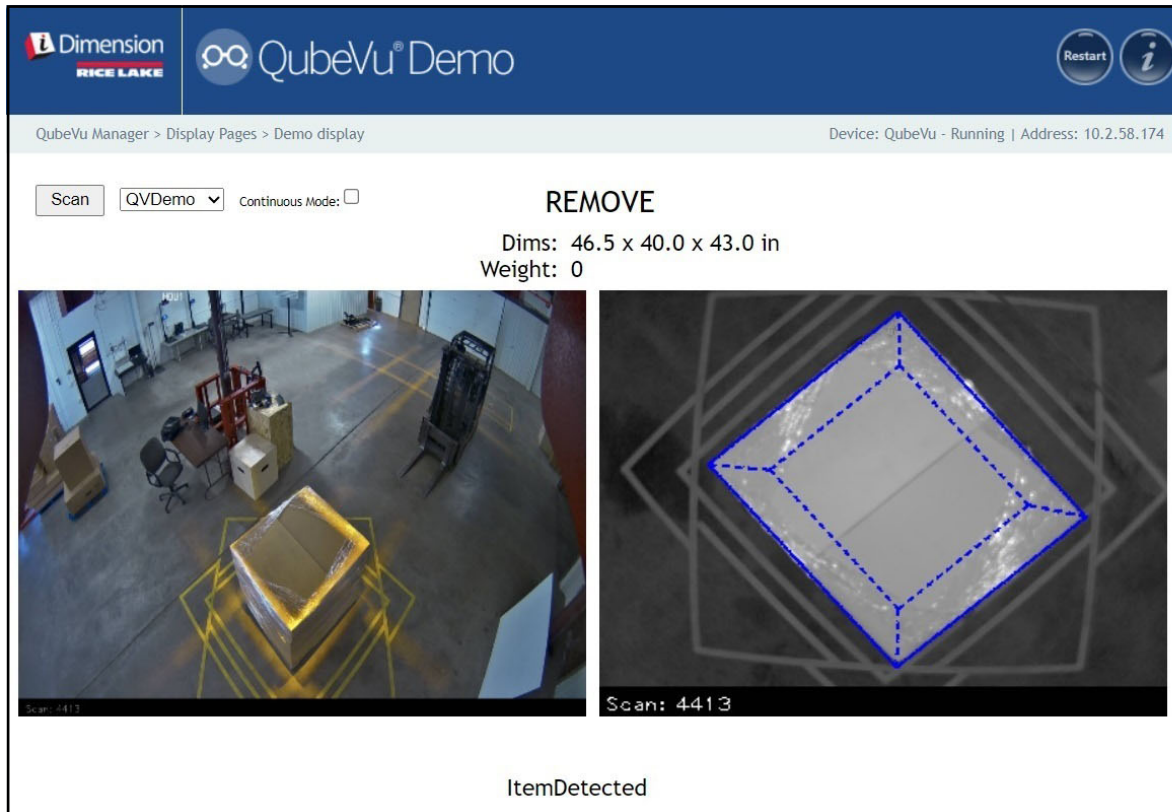 iDimension
RICE LAKE
QubeVu® Demo
Restart
i
QubeVu Manager > Display Pages > Demo display
Device: QubeVu - Running | Address: 10.2.58.174
Scan
QVDemo
Continuous Mode:
REMOVE
Dims: 46.5 x 40.0 x 43.0 in
Weight: 0
Scan: 4413
Scan: 4413
ItemDetected